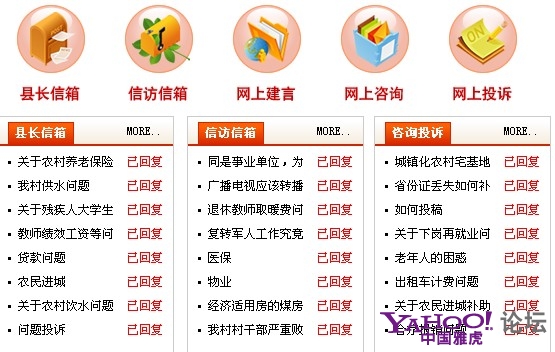 县长信箱
信访信箱
网上建言
网上咨询
网上投诉
县长信箱 MORE..
关于农村养老保险 已回复
我村供水问题 已回复
关于残疾人大学生 已回复
教师绩效工资等问 已回复
贷款问题 已回复
农民进城 已回复
关于农村饮水问题 已回复
问题投诉 已回复
信访信箱 MORE..
同是事业单位，为 已回复
广播电视应该转播 已回复
退休教师取暖费问 已回复
复转军人工作究竟 已回复
医保 已回复
物业 已回复
经济适用房的煤房 已回复
我村村干部严重败 已回复
咨询投诉 MORE..
城镇化农村宅基地 已回复
省份证丢失如何补 已回复
如何投稿 已回复
关于下岗再就业问 已回复
老年人的困惑 已回复
出租车计费问题 已回复
关于农民进城补助 已回复
报销问题
YAHOO! 论坛
中国雅虎